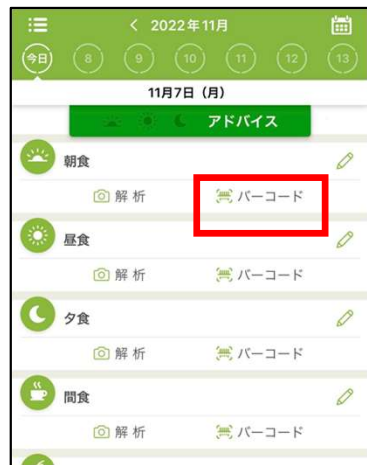 < 2022年11月
今日 8 9 10 11 12 13
11月7日（月）
アドバイス
朝食
解析 バーコード
昼食
解析 バーコード
夕食
解析 バーコード
間食
解析 バーコード